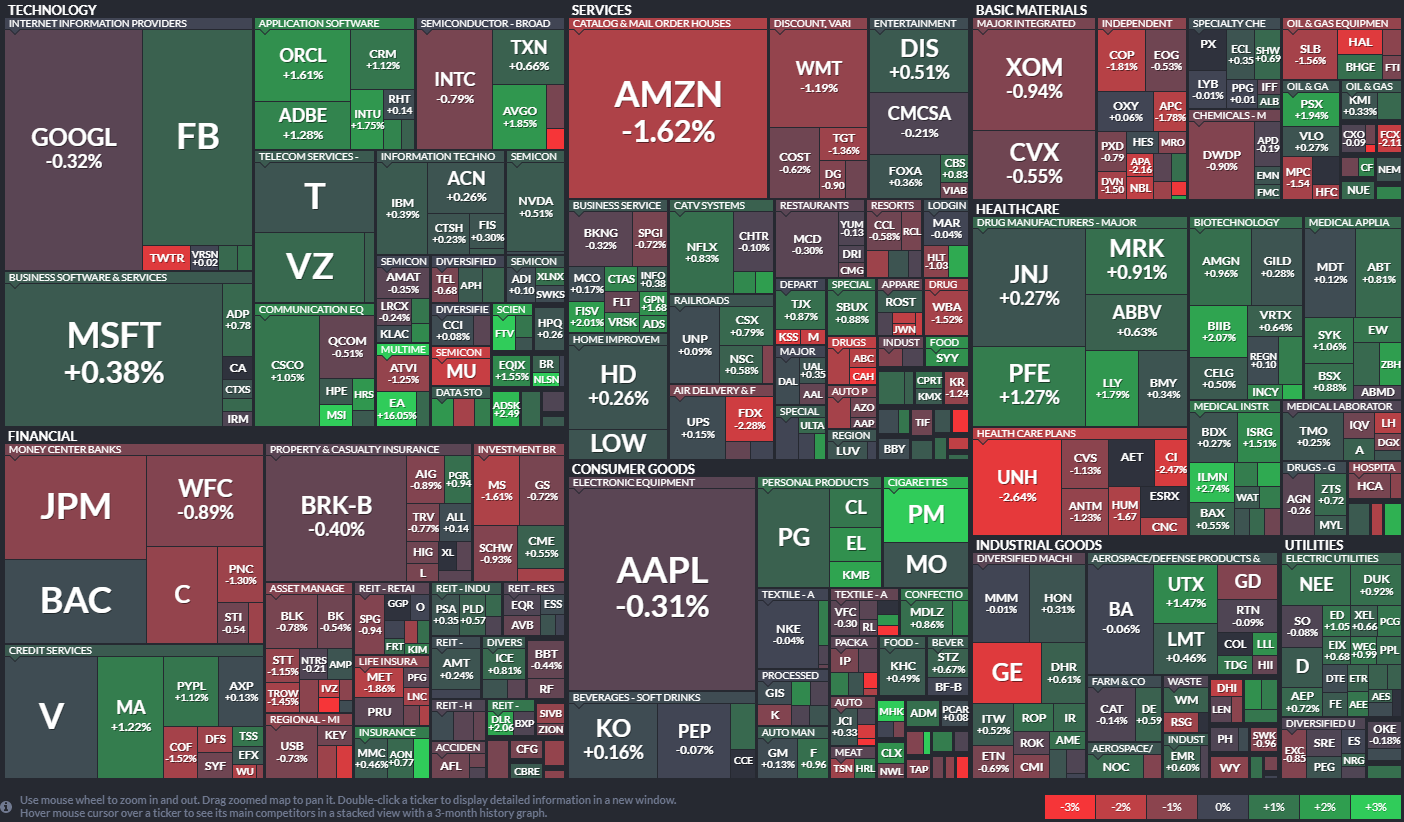 TECHNOLOGY
INTERNET INFORMATION PROVIDERS
GOOGL
-0.32%
FB
TWTR
VRSN
+0.02
APPLICATION SOFTWARE
ORCL
+1.61%
ADBE
+1.28%
CRM
+1.12%
INTU
+1.75%
RHT
+0.14
SEMICONDUCTOR - BROAD
INTC
-0.79%
TXN
+0.66%
AVGO
+1.85%
TELECOM SERVICES -
T
VZ
INFORMATION TECHNO
IBM
+0.39%
ACN
+0.26%
CTSH
+0.23%
FIS
+0.30%
SEMICON
NVDA
+0.51%
BUSINESS SOFTWARE & SERVICES
MSFT
+0.38%
ADP
+0.78
CA
CTXS
IRM
COMMUNICATION EQ
CSCO
+1.05%
QCOM
-0.51%
HPE
HRS
MSI
SEMICON
AMAT
-0.35%
LRCX
-0.24%
KLAC
DIVERSIFIED
TEL
-0.68
APH
SEMICON
ADI
+0.10
XLNX
SWKS
DIVERSIFIE
CCI
+0.08%
SCIEN
FTV
HPQ
+0.26
MULTIME
ATVI
-1.25%
EA
+16.05%
SEMICON
MU
DATA STO
EQIX
+1.55%
BR
NLSN
ADSK
+2.49
FINANCIAL
MONEY CENTER BANKS
JPM
WFC
-0.89%
BAC
C
PNC
-1.30%
STI
-0.54
PROPERTY & CASUALTY INSURANCE
BRK-B
-0.40%
AIG
-0.89%
PGR
+0.94
TRV
-0.77%
ALL
+0.14
HIG
XL
L
INVESTMENT BR
MS
-1.61%
GS
-0.72%
SCHW
-0.93%
CME
+0.55%
CREDIT SERVICES
V
MA
+1.22%
PYPL
+1.12%
AXP
+0.13%
COF
-1.52%
DFS
SYF
TSS
EFX
WU
ASSET MANAGE
BLK
-0.78%
BK
-0.54%
STT
-1.15%
NTRS
-0.21
AMP
TROW
-1.45%
IVZ
REIT - RETAI
SPG
-0.94
GGP
O
FRT
KIM
REIT - INDU
PSA
+0.35
PLD
+0.57
REIT - RES
EQR
ESS
AVB
REIT -
AMT
+0.24%
DIVERS
ICE
+0.81%
BBT
-0.44%
RF
LIFE INSURA
MET
-1.86%
PFG
LNC
PRU
REGIONAL - MI
USB
-0.73%
KEY
INSURANCE
MMC
+0.46%
AON
+0.77
REIT - H
REIT -
DLR
+2.06
BXP
SIVB
ZION
ACCIDEN
AFL
CFG
CBRE
SERVICES
CATALOG & MAIL ORDER HOUSES
AMZN
-1.62%
DISCOUNT, VARI
WMT
-1.19%
COST
-0.62%
TGT
-1.36%
DG
-0.90
ENTERTAINMENT
DIS
+0.51%
CMCSA
-0.21%
FOXA
+0.36%
CBS
+0.83
VIAB
BUSINESS SERVICE
BKNG
-0.32%
SPGI
-0.72%
MCO
+0.17%
CTAS
INFO
+0.38
FLT
GPN
+1.68
FISV
+2.01%
VRSK
ADS
CATV SYSTEMS
NFLX
+0.83%
CHTR
-0.10%
RESTAURANTS
MCD
-0.30%
YUM
-0.13
DRI
CMG
RESORTS
CCL
-0.58%
RCL
LODGIN
MAR
-0.04%
HLT
-1.03
RAILROADS
UNP
+0.09%
CSX
+0.79%
NSC
+0.58%
DEPART
TJX
+0.87%
KSS
M
SPECIAL
SBUX
+0.88%
APPARE
ROST
JWN
DRUG
WBA
-1.52%
HOME IMPROVEM
HD
+0.26%
LOW
AIR DELIVERY & F
UPS
+0.15%
FDX
-2.28%
MAJOR
DAL
UAL
+0.35
AAL
DRUGS
ABC
CAH
INDUST
FOOD
SYY
SPECIAL
ULTA
AUTO P
AZO
AAP
CPRT
KMX
KR
-1.24
REGION
LUV
BBY
TIF
CONSUMER GOODS
ELECTRONIC EQUIPMENT
AAPL
-0.31%
PERSONAL PRODUCTS
PG
CL
EL
KMB
CIGARETTES
PM
MO
TEXTILE - A
NKE
-0.04%
TEXTILE - A
VFC
-0.30
RL
CONFECTIO
MDLZ
+0.86%
PACKA
IP
FOOD -
KHC
+0.49%
BEVER
STZ
+0.67%
BF-B
PROCESSED
GIS
K
BEVERAGES - SOFT DRINKS
KO
+0.16%
PEP
-0.07%
CCE
AUTO
JCI
+0.33
MHK
ADM
PCAR
+0.08
AUTO MAN
GM
+0.13%
F
+0.96
MEAT
TSN
HRL
CLX
NWL
TAP
BASIC MATERIALS
MAJOR INTEGRATED
XOM
-0.94%
CVX
-0.55%
INDEPENDENT
COP
-1.81%
EOG
-0.53%
OXY
+0.06%
APC
-1.78%
PXD
-0.79
HES
MRO
APA
-2.16
DVN
-1.50
NBL
SPECIALTY CHE
PX
ECL
+0.35
SHW
+0.69
LYB
-0.01%
PPG
+0.01
IFF
ALB
OIL & GAS EQUIPMEN
SLB
-1.56%
HAL
BHGE
FTI
CHEMICALS - M
DWDP
-0.90%
APD
-0.19
EMN
FMC
OIL & GA
PSX
+1.94%
VLO
+0.27%
MPC
-1.54
HFC
OIL & GAS
KMI
+0.33%
CXO
-0.09
FCX
-2.11
CF
NEM
NUE
HEALTHCARE
DRUG MANUFACTURERS - MAJOR
JNJ
+0.27%
MRK
+0.91%
ABBV
+0.63%
PFE
+1.27%
LLY
+1.79%
BMY
+0.34%
BIOTECHNOLOGY
AMGN
+0.96%
GILD
+0.28%
BIIB
+2.07%
VRTX
+0.64%
REGN
+0.10
CELG
+0.50%
INCY
MEDICAL APPLIA
MDT
+0.12%
ABT
+0.81%
SYK
+1.06%
EW
ZBH
BSX
+0.88%
ABMD
HEALTH CARE PLANS
UNH
-2.64%
CVS
-1.13%
AET
CI
-2.47%
ANTM
-1.23%
HUM
-1.67
ESRX
CNC
MEDICAL INSTR
BDX
+0.27%
ISRG
+1.51%
ILMN
+2.74%
WAT
BAX
+0.55%
MEDICAL LABORATOR
TMO
+0.25%
IQV
LH
A
DGX
DRUGS - G
AGN
-0.26
ZTS
+0.72
MYL
HOSPITA
HCA
INDUSTRIAL GOODS
DIVERSIFIED MACHI
MMM
-0.01%
HON
+0.31%
GE
DHR
+0.61%
ITW
+0.52%
ROP
IR
ROK
AME
ETN
-0.69%
CMI
AEROSPACE/DEFENSE PRODUCTS &
BA
-0.06%
UTX
+1.47%
GD
RTN
-0.09%
LMT
+0.46%
COL
LLL
TDG
HII
FARM & CO
CAT
-0.14%
DE
+0.59
WASTE
WM
RSG
DHI
LEN
AEROSPACE/
NOC
INDUST
EMR
+0.60%
PH
SWK
-0.96
WY
UTILITIES
ELECTRIC UTILITIES
NEE
DUK
+0.92%
SO
-0.08%
ED
+1.05
XEL
+0.66
PCG
D
EIX
+0.68
WEC
+0.99
PPL
DTE
ETR
AEP
+0.72%
FE
AEE
AES
DIVERSIFIED U
EXC
-0.85
SRE
ES
OKE
-0.18%
PEG
NRG
Use mouse wheel to zoom in and out. Drag zoomed map to pan it. Double-click a ticker to display detailed information in a new window.
Hover mouse cursor over a ticker to see its main competitors in a stacked view with a 3-month history graph.
-3%
-2%
-1%
0%
+1%
+2%
+3%